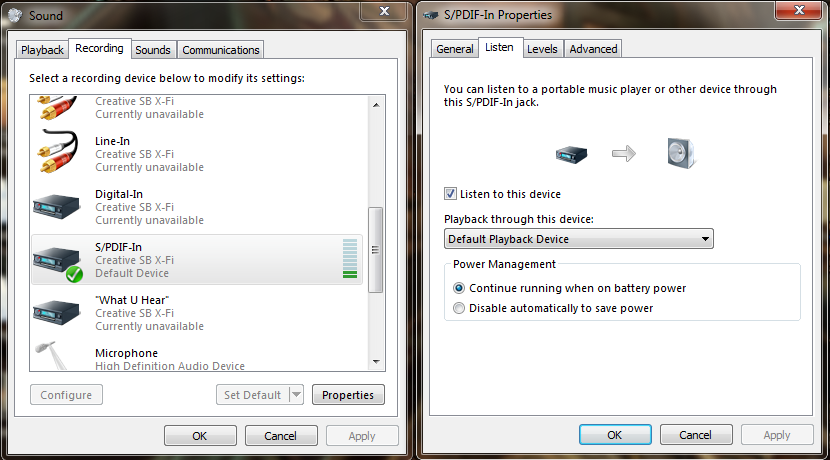 Sound
Playback
Recording
Sounds
Communications
Select a recording device below to modify its settings:
Creative SB X-Fi
Currently unavailable
Line-In
Creative SB X-Fi
Currently unavailable
Digital-In
Creative SB X-Fi
Currently unavailable
S/PDIF-In
Creative SB X-Fi
Default Device
"What U Hear"
Creative SB X-Fi
Currently unavailable
Microphone
High Definition Audio Device
Configure
Set Default
Properties
OK
Cancel
Apply
S/PDIF-In Properties
General
Listen
Levels
Advanced
You can listen to a portable music player or other device through
this S/PDIF-In jack.
Listen to this device
Playback through this device:
Default Playback Device
Power Management
Continue running when on battery power
Disable automatically to save power
OK
Cancel
Apply